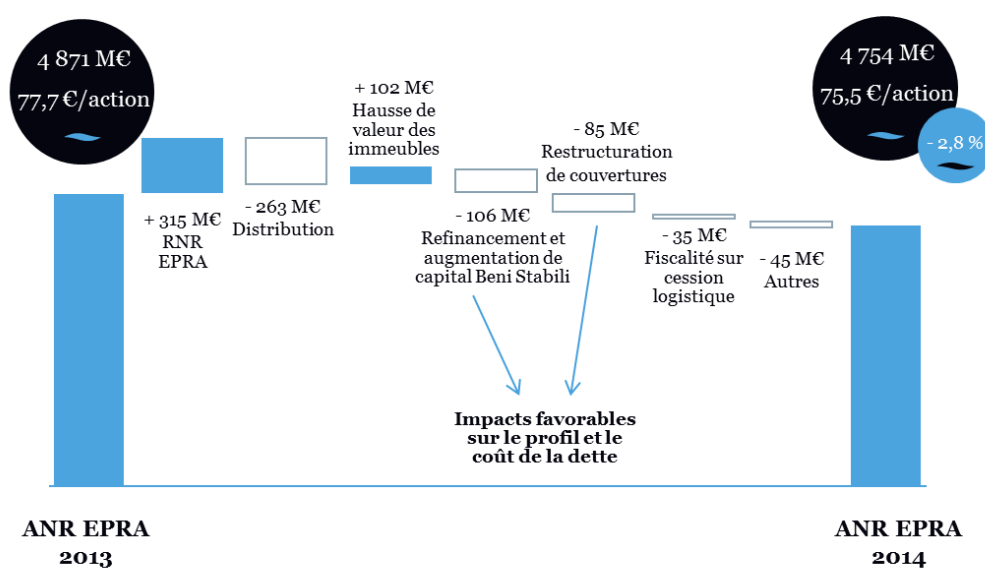 4 871 M€
77,7 €/action
+ 315 M€
RNR
EPRA
- 263 M€
Distribution
+ 102 M€
Hausse de
valeur des
immeubles
- 106 M€
Refinancement et
augmentation de
capital Beni Stabili
- 85 M€
Restructuration
de couvertures
- 35 M€
Fiscalité sur
cession
logistique
- 45 M€
Autres
4 754 M€
75,5 €/action
- 2,8 %
Impacts favorables
sur le profil et le
coût de la dette
ANR EPRA
2013
ANR EPRA
2014